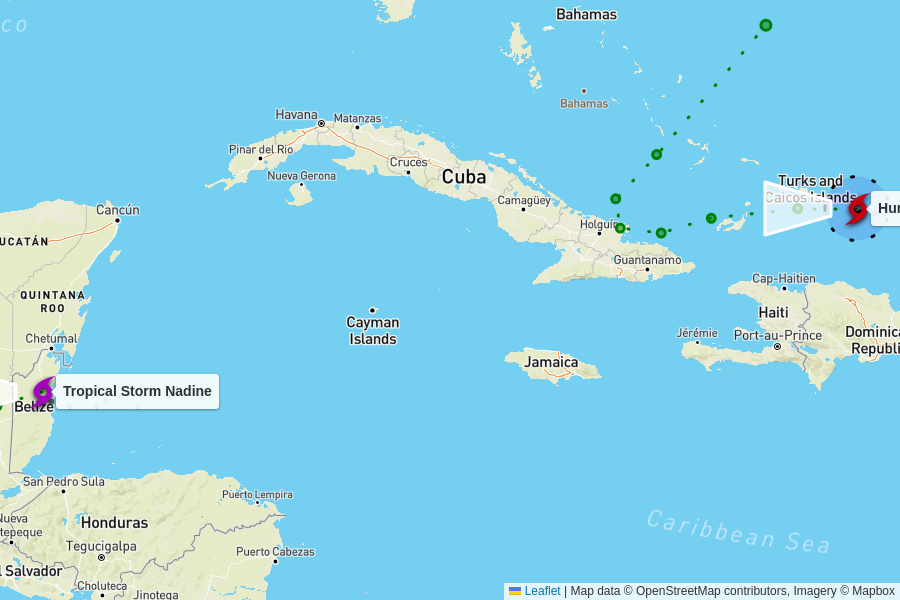 co
Bahamas
Bahamas
Havana
Matanzas
Pinar del Rio
Cruces
Nueva Gerona
Cuba
Camagüey
Holguín
Guantanamo
Turks and
Caicos Islands
Hur
Cancún
UCATÁN
QUINTANA
ROO
Chetumal
Cayman
Islands
Jamaica
Cap-Haitien
Haiti
Jérémie
Port-au-Prince
Dominica
Republi
Tropical Storm Nadine
Belize
San Pedro Sula
Puerto Lempira
Nueva
tepeque
Honduras
Tegucigalpa
Puerto Cabezas
l Salvador
Choluteca
Jinotega
Caribbean Sea
Leaflet | Map data © OpenStreetMap contributors, Imagery © Mapbox